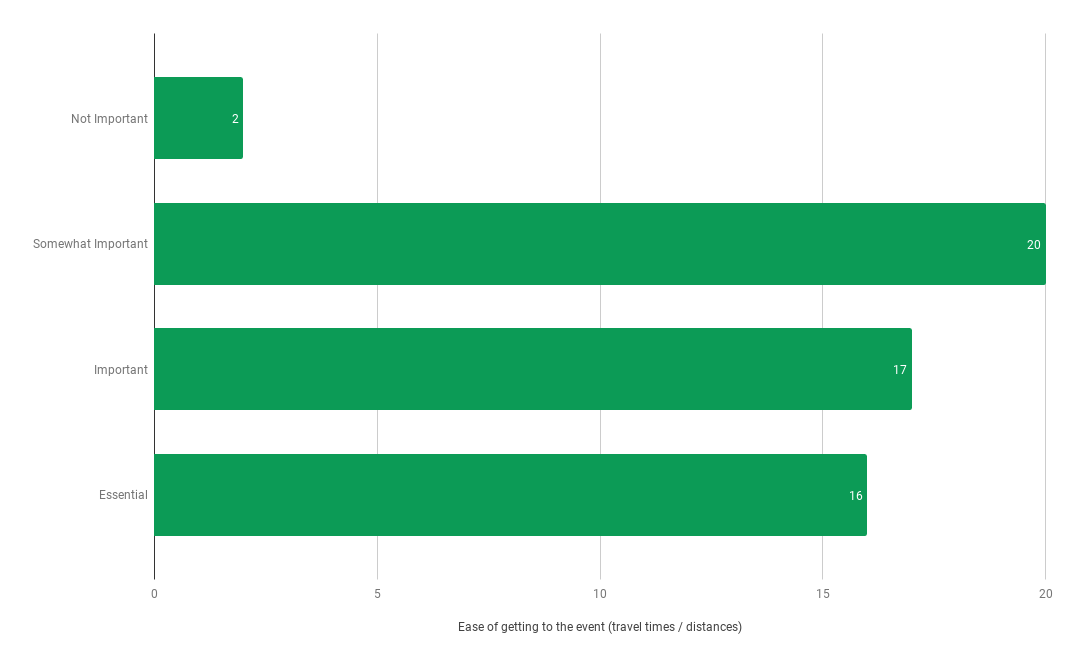 Not Important
2
Somewhat Important
20
Important
17
Essential
16
0 5 10 15 20
Ease of getting to the event (travel times / distances)